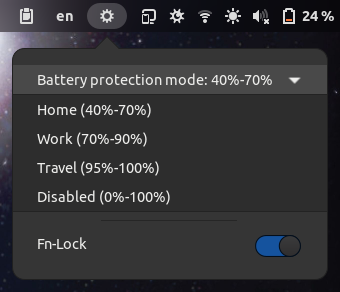 en
24 %
Battery protection mode: 40%-70%
Home (40%-70%)
Work (70%-90%)
Travel (95%-100%)
Disabled (0%-100%)
Fn-Lock